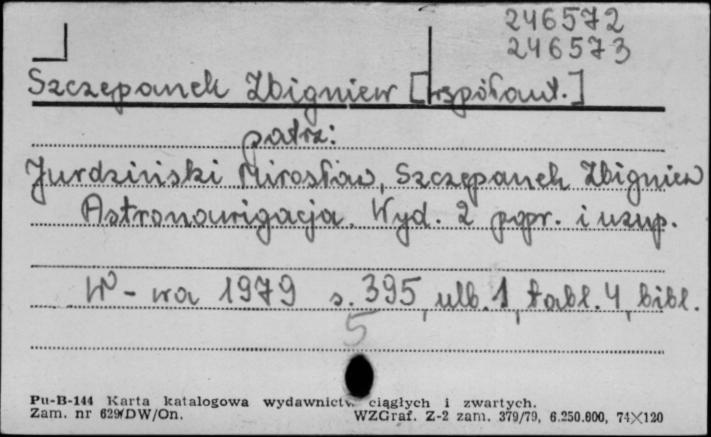 246572
246573
Szczepanek Zbigniew [współaut.]
patrz:
Jurdziński Mirosław, Szczepanek Zbigniew
Astronawigacja. Wyd. 2 popr. i uzup.
W-wa 1979 s. 395, ulb. 1, tabl. 4, bibl.
5
Pu-B-144 Karta katalogowa wydawnictw ciągłych i zwartych.
Zam. nr 629/DW/On. WZGraf. Z-2 zam. 379/79, 6.250.000, 74×120